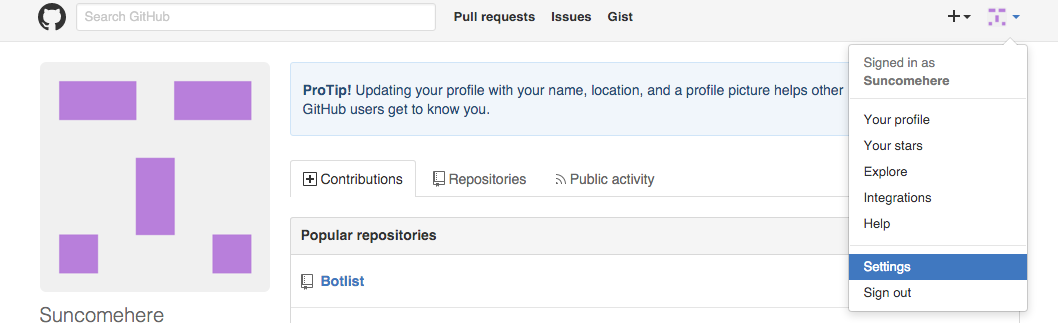 Search GitHub
Pull requests
Issues
Gist
Signed in as
Suncomehere
Your profile
Your stars
Explore
Integrations
Help
Settings
Sign out
ProTip! Updating your profile with your name, location, and a profile picture helps other
GitHub users get to know you.
Contributions
Repositories
Public activity
Popular repositories
Botlist
Suncomehere